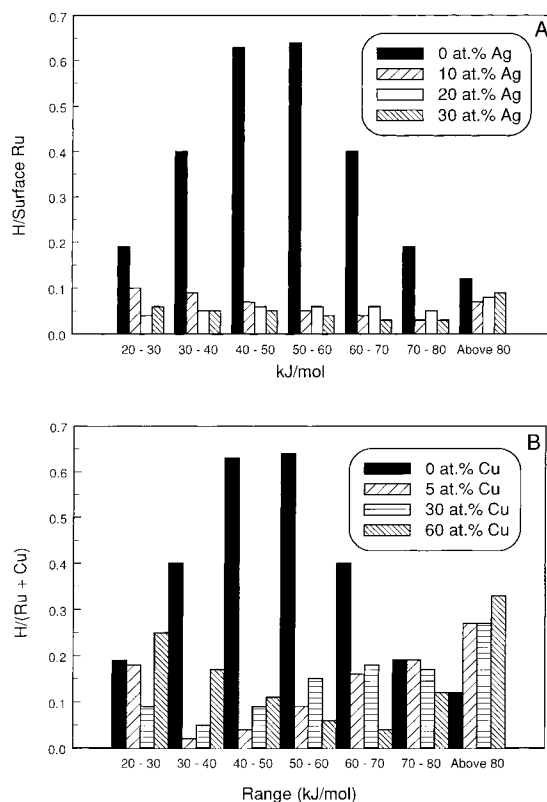 A
0.7
0.6
0.5
0.4
0.3
0.2
0.1
0.0
H/Surface Ru
0 at.% Ag
10 at.% Ag
20 at.% Ag
30 at.% Ag
20 - 30
30 - 40
40 - 50
50 - 60
60 - 70
70 - 80
Above 80
kJ/mol
B
0.7
0.6
0.5
0.4
0.3
0.2
0.1
0.0
H/(Ru + Cu)
0 at.% Cu
5 at.% Cu
30 at.% Cu
60 at.% Cu
20 - 30
30 - 40
40 - 50
50 - 60
60 - 70
70 - 80
Above 80
Range (kJ/mol)